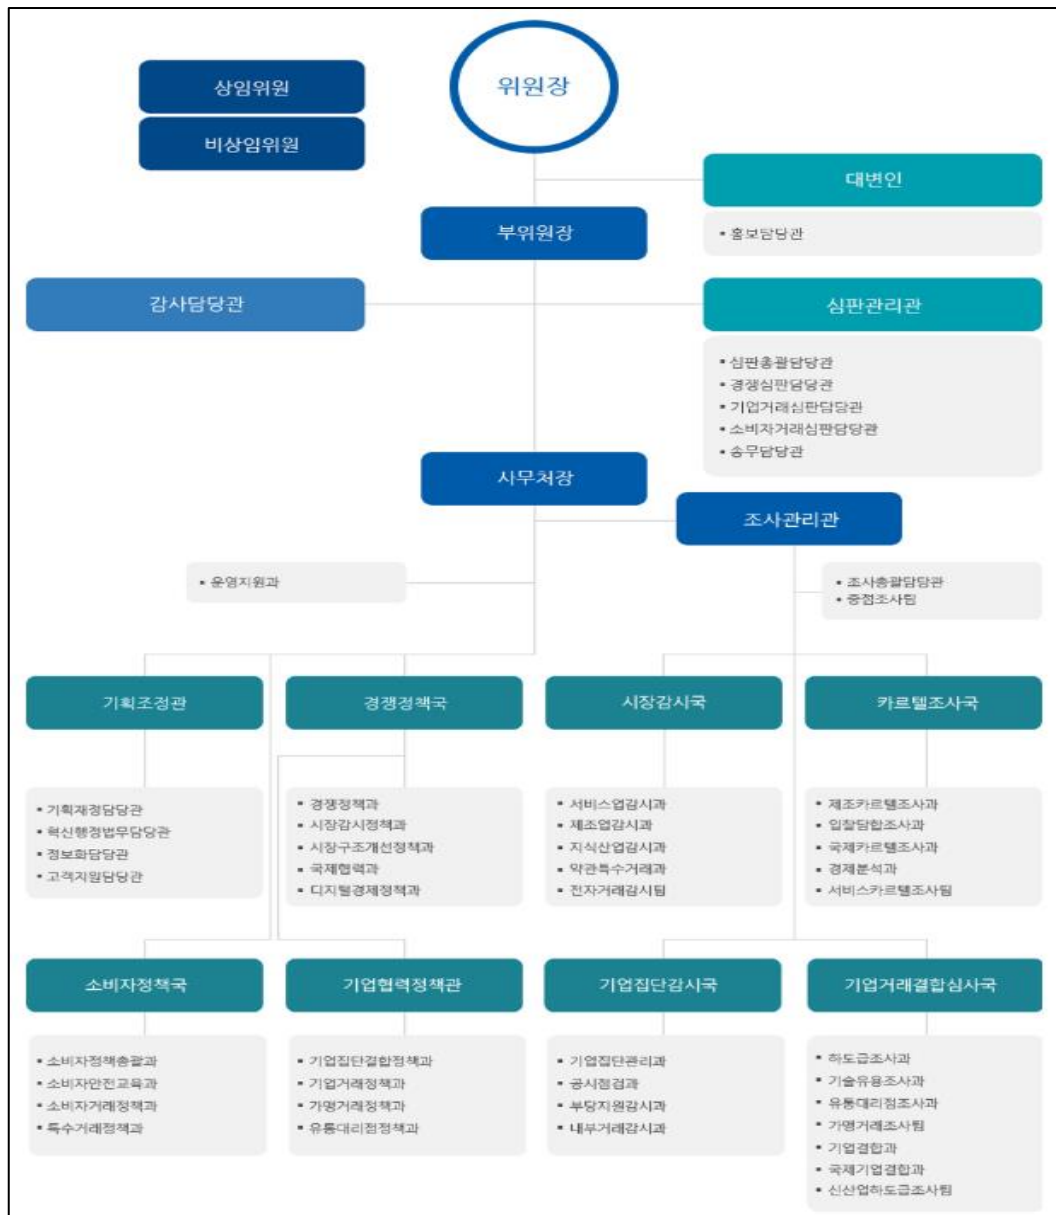 위원장
상임위원
비상임위원
대변인
▪ 홍보담당관
부위원장
감사담당관
심판관리관
▪ 심판총괄담당관
▪ 경쟁심판담당관
▪ 기업거래심판담당관
▪ 소비자거래심판담당관
▪ 송무담당관
사무처장
조사관리관
▪ 운영지원과
▪ 조사총괄담당관
▪ 중점조사팀
기획조정관
경쟁정책국
시장감시국
카르텔조사국
▪ 기획재정담당관
▪ 혁신행정법무담당관
▪ 정보화담당관
▪ 고객지원담당관
▪ 경쟁정책과
▪ 시장감시정책과
▪ 시장구조개선정책과
▪ 국제협력과
▪ 디지털경제정책과
▪ 서비스업감시과
▪ 제조업감시과
▪ 지식산업감시과
▪ 약관특수거래과
▪ 전자거래감시팀
▪ 제조카르텔조사과
▪ 입찰담합조사과
▪ 국제카르텔조사과
▪ 경제분석과
▪ 서비스카르텔조사팀
소비자정책국
기업협력정책관
기업집단감시국
기업거래결합심사국
▪ 소비자정책총괄과
▪ 소비자안전교육과
▪ 소비자거래정책과
▪ 특수거래정책과
▪ 기업집단결합정책과
▪ 기업거래정책과
▪ 가맹거래정책과
▪ 유통대리점정책과
▪ 기업집단관리과
▪ 공시점검과
▪ 부당지원감시과
▪ 내부거래감시과
▪ 하도급조사과
▪ 기술유용조사과
▪ 유통대리점조사과
▪ 가맹거래조사팀
▪ 기업결합과
▪ 국제기업결합과
▪ 신산업하도급조사팀